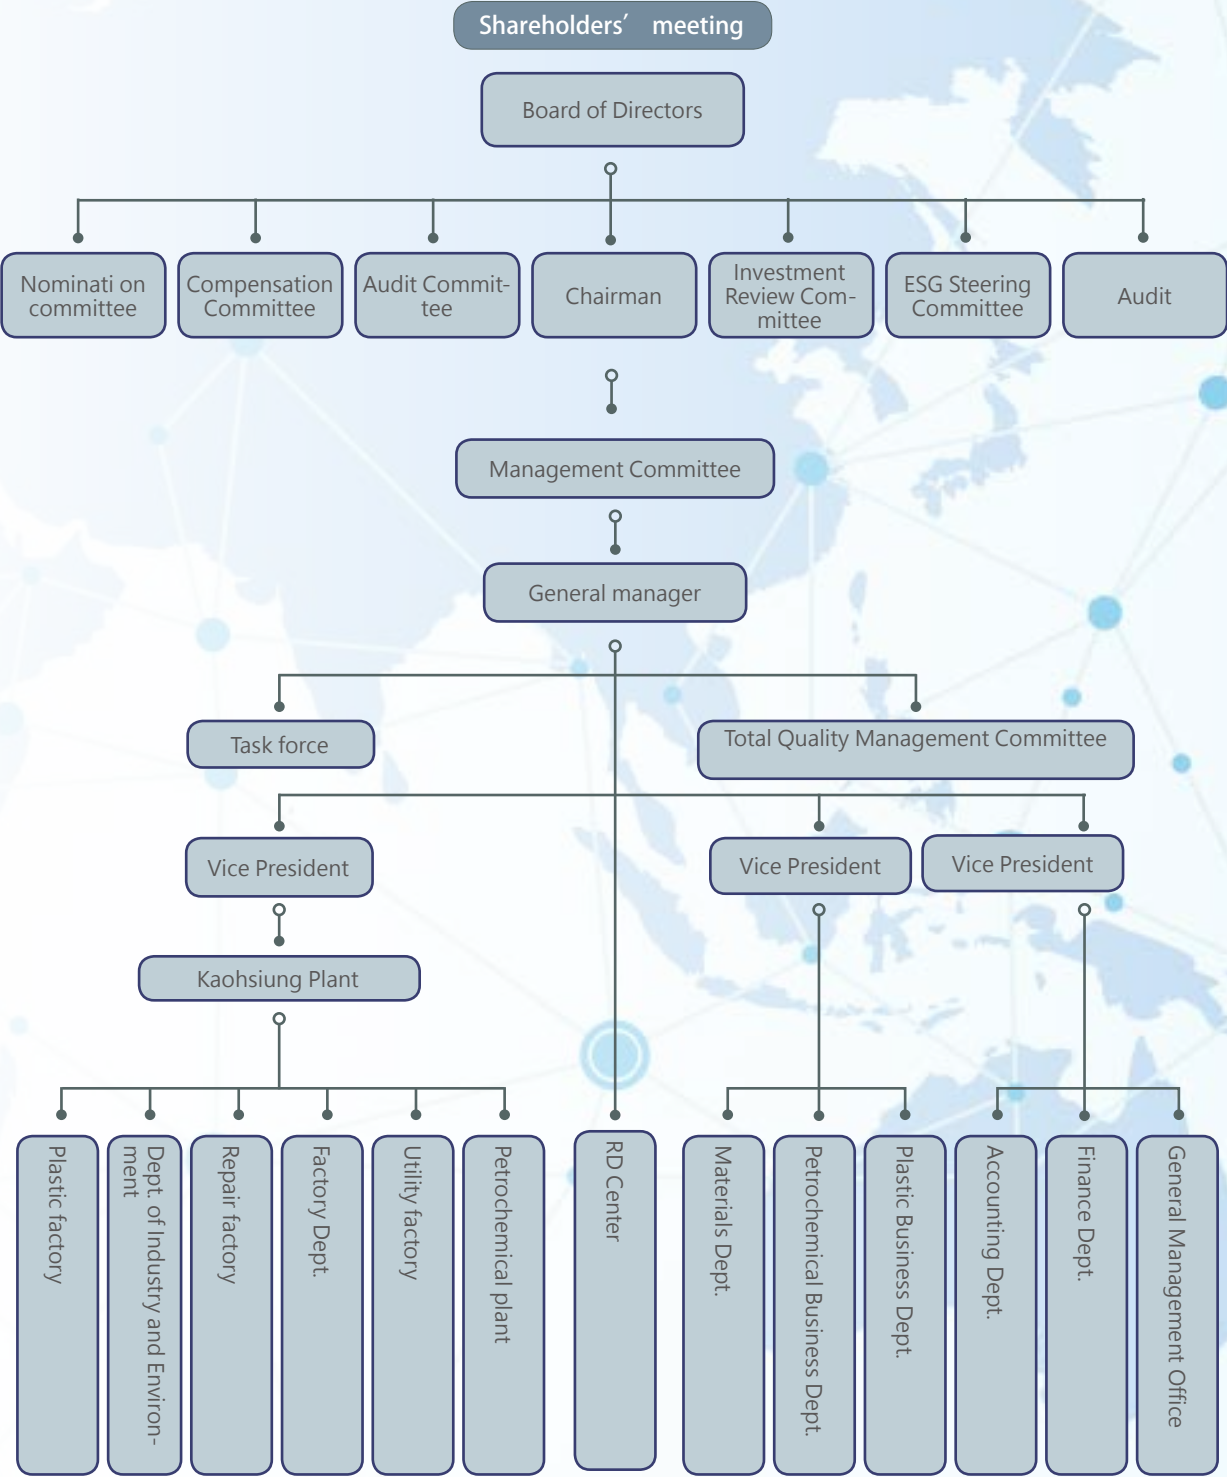 Shareholders′ meeting
Board of Directors
Nominati on
committee
Compensation
Committee
Audit Commit-
tee
Chairman
Investment
Review Com-
mittee
ESG Steering
Committee
Audit
Management Committee
General manager
Task force
Total Quality Management Committee
Vice President
Vice President
Vice President
Kaohsiung Plant
Plastic factory
Dept. of Industry and Environ-
ment
Repair factory
Factory Dept.
Utility factory
Petrochemical plant
RD Center
Materials Dept.
Petrochemical Business Dept.
Plastic Business Dept.
Accounting Dept.
Finance Dept.
General Management Office